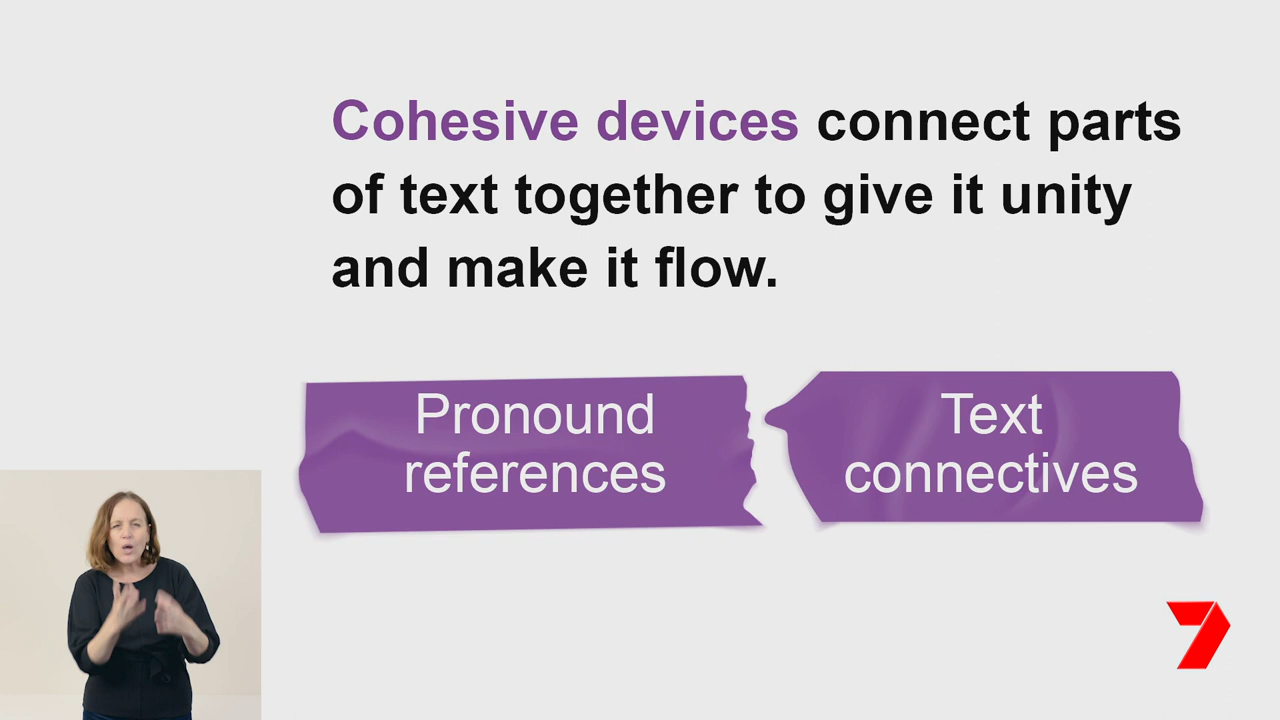 Cohesive devices connect parts
of text together to give it unity
and make it flow.
Pronound
references
Text
connectives
7